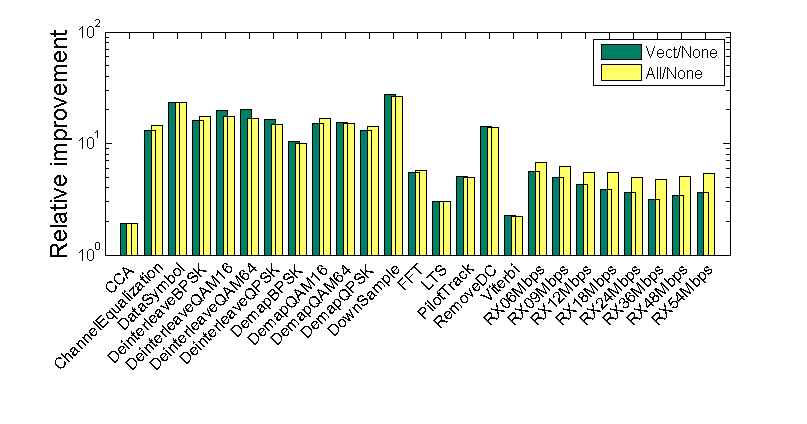 Relative improvement
10^2
10^1
10^0
Vect/None
All/None
CCA
ChannelEqualization
DataSymbol
DeinterleaveBPSK
DeinterleaveQAM16
DeinterleaveQAM64
DeinterleaveQPSK
DemapBPSK
DemapQAM16
DemapQAM64
DemapQPSK
DownSample
FFT
LTS
PilotTrack
RemoveDC
Viterbi
RX06Mbps
RX09Mbps
RX12Mbps
RX18Mbps
RX24Mbps
RX36Mbps
RX48Mbps
RX54Mbps